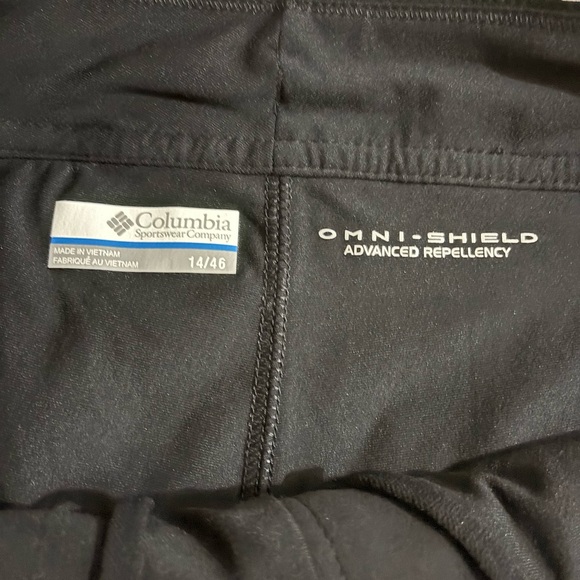 Columbia
Sportswear Company
MADE IN VIETNAM
FABRIQUÉ AU VIETNAM
14/46
OMNI-SHIELD
ADVANCED REPELLENCY